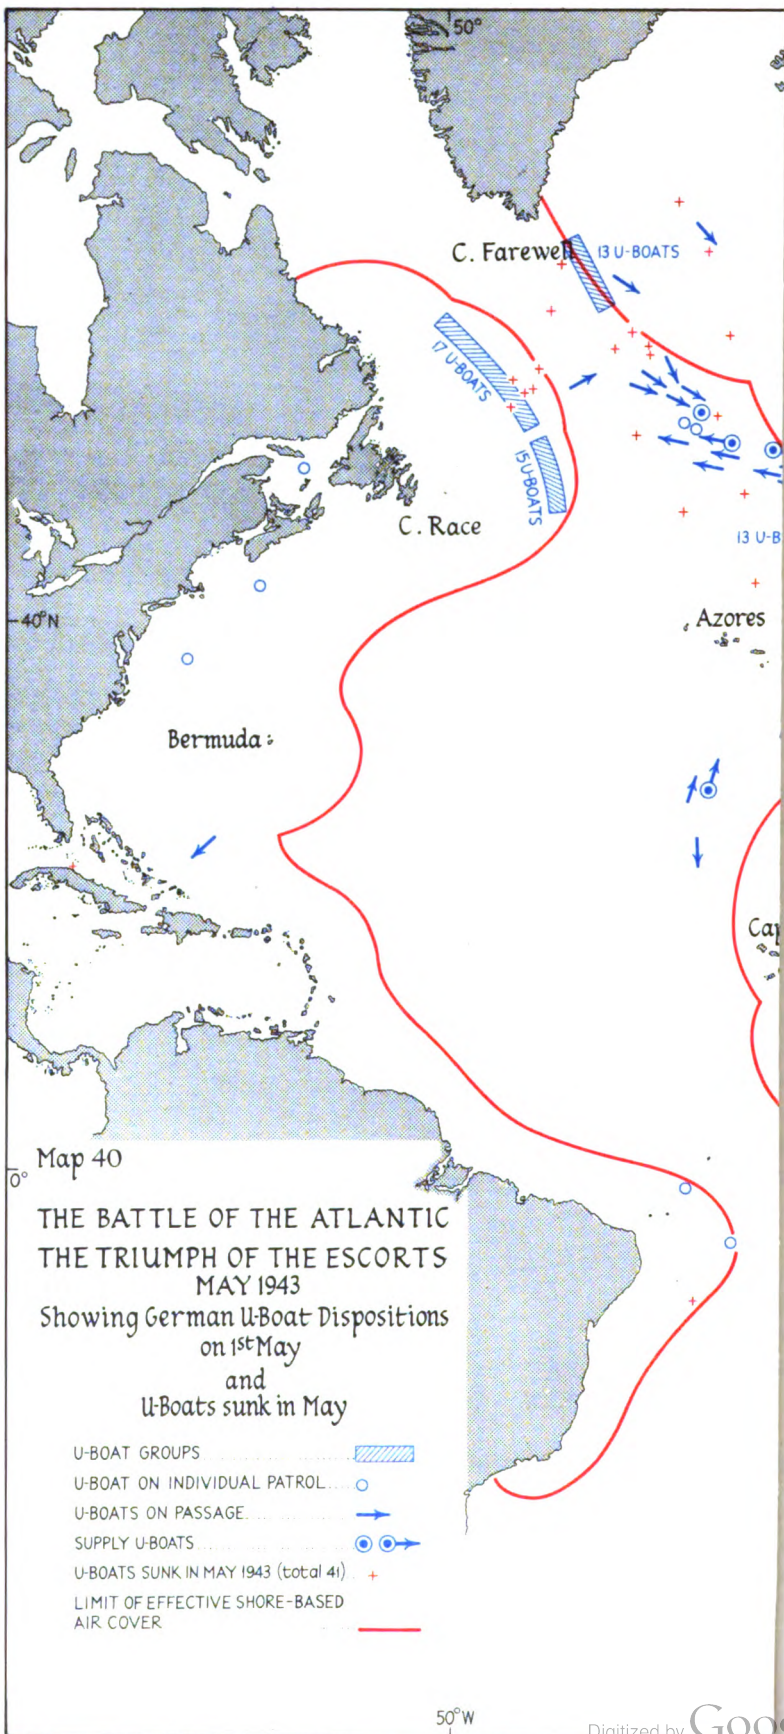 50°
C. Farewell
13 U-BOATS
17 U-BOATS
15 U-BOATS
C. Race
13 U-B
40°N
Azores
Bermuda
Cap
Map 40
0°
THE BATTLE OF THE ATLANTIC
THE TRIUMPH OF THE ESCORTS
MAY 1943
Showing German U-Boat Dispositions
on 1st May
and
U-Boats sunk in May
U-BOAT GROUPS
U-BOAT ON INDIVIDUAL PATROL
U-BOATS ON PASSAGE
SUPPLY U-BOATS
U-BOATS SUNK IN MAY 1943 (total 41)
LIMIT OF EFFECTIVE SHORE-BASED
AIR COVER
50°W
Digitized by Goo